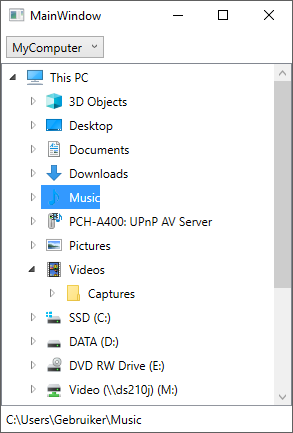 MainWindow
MyComputer
This PC
3D Objects
Desktop
Documents
Downloads
Music
PCH-A400: UPnP AV Server
Pictures
Videos
Captures
SSD (C:)
DATA (D:)
DVD RW Drive (E:)
Video (\\ds210j) (M:)
C:\Users\Gebruiker\Music